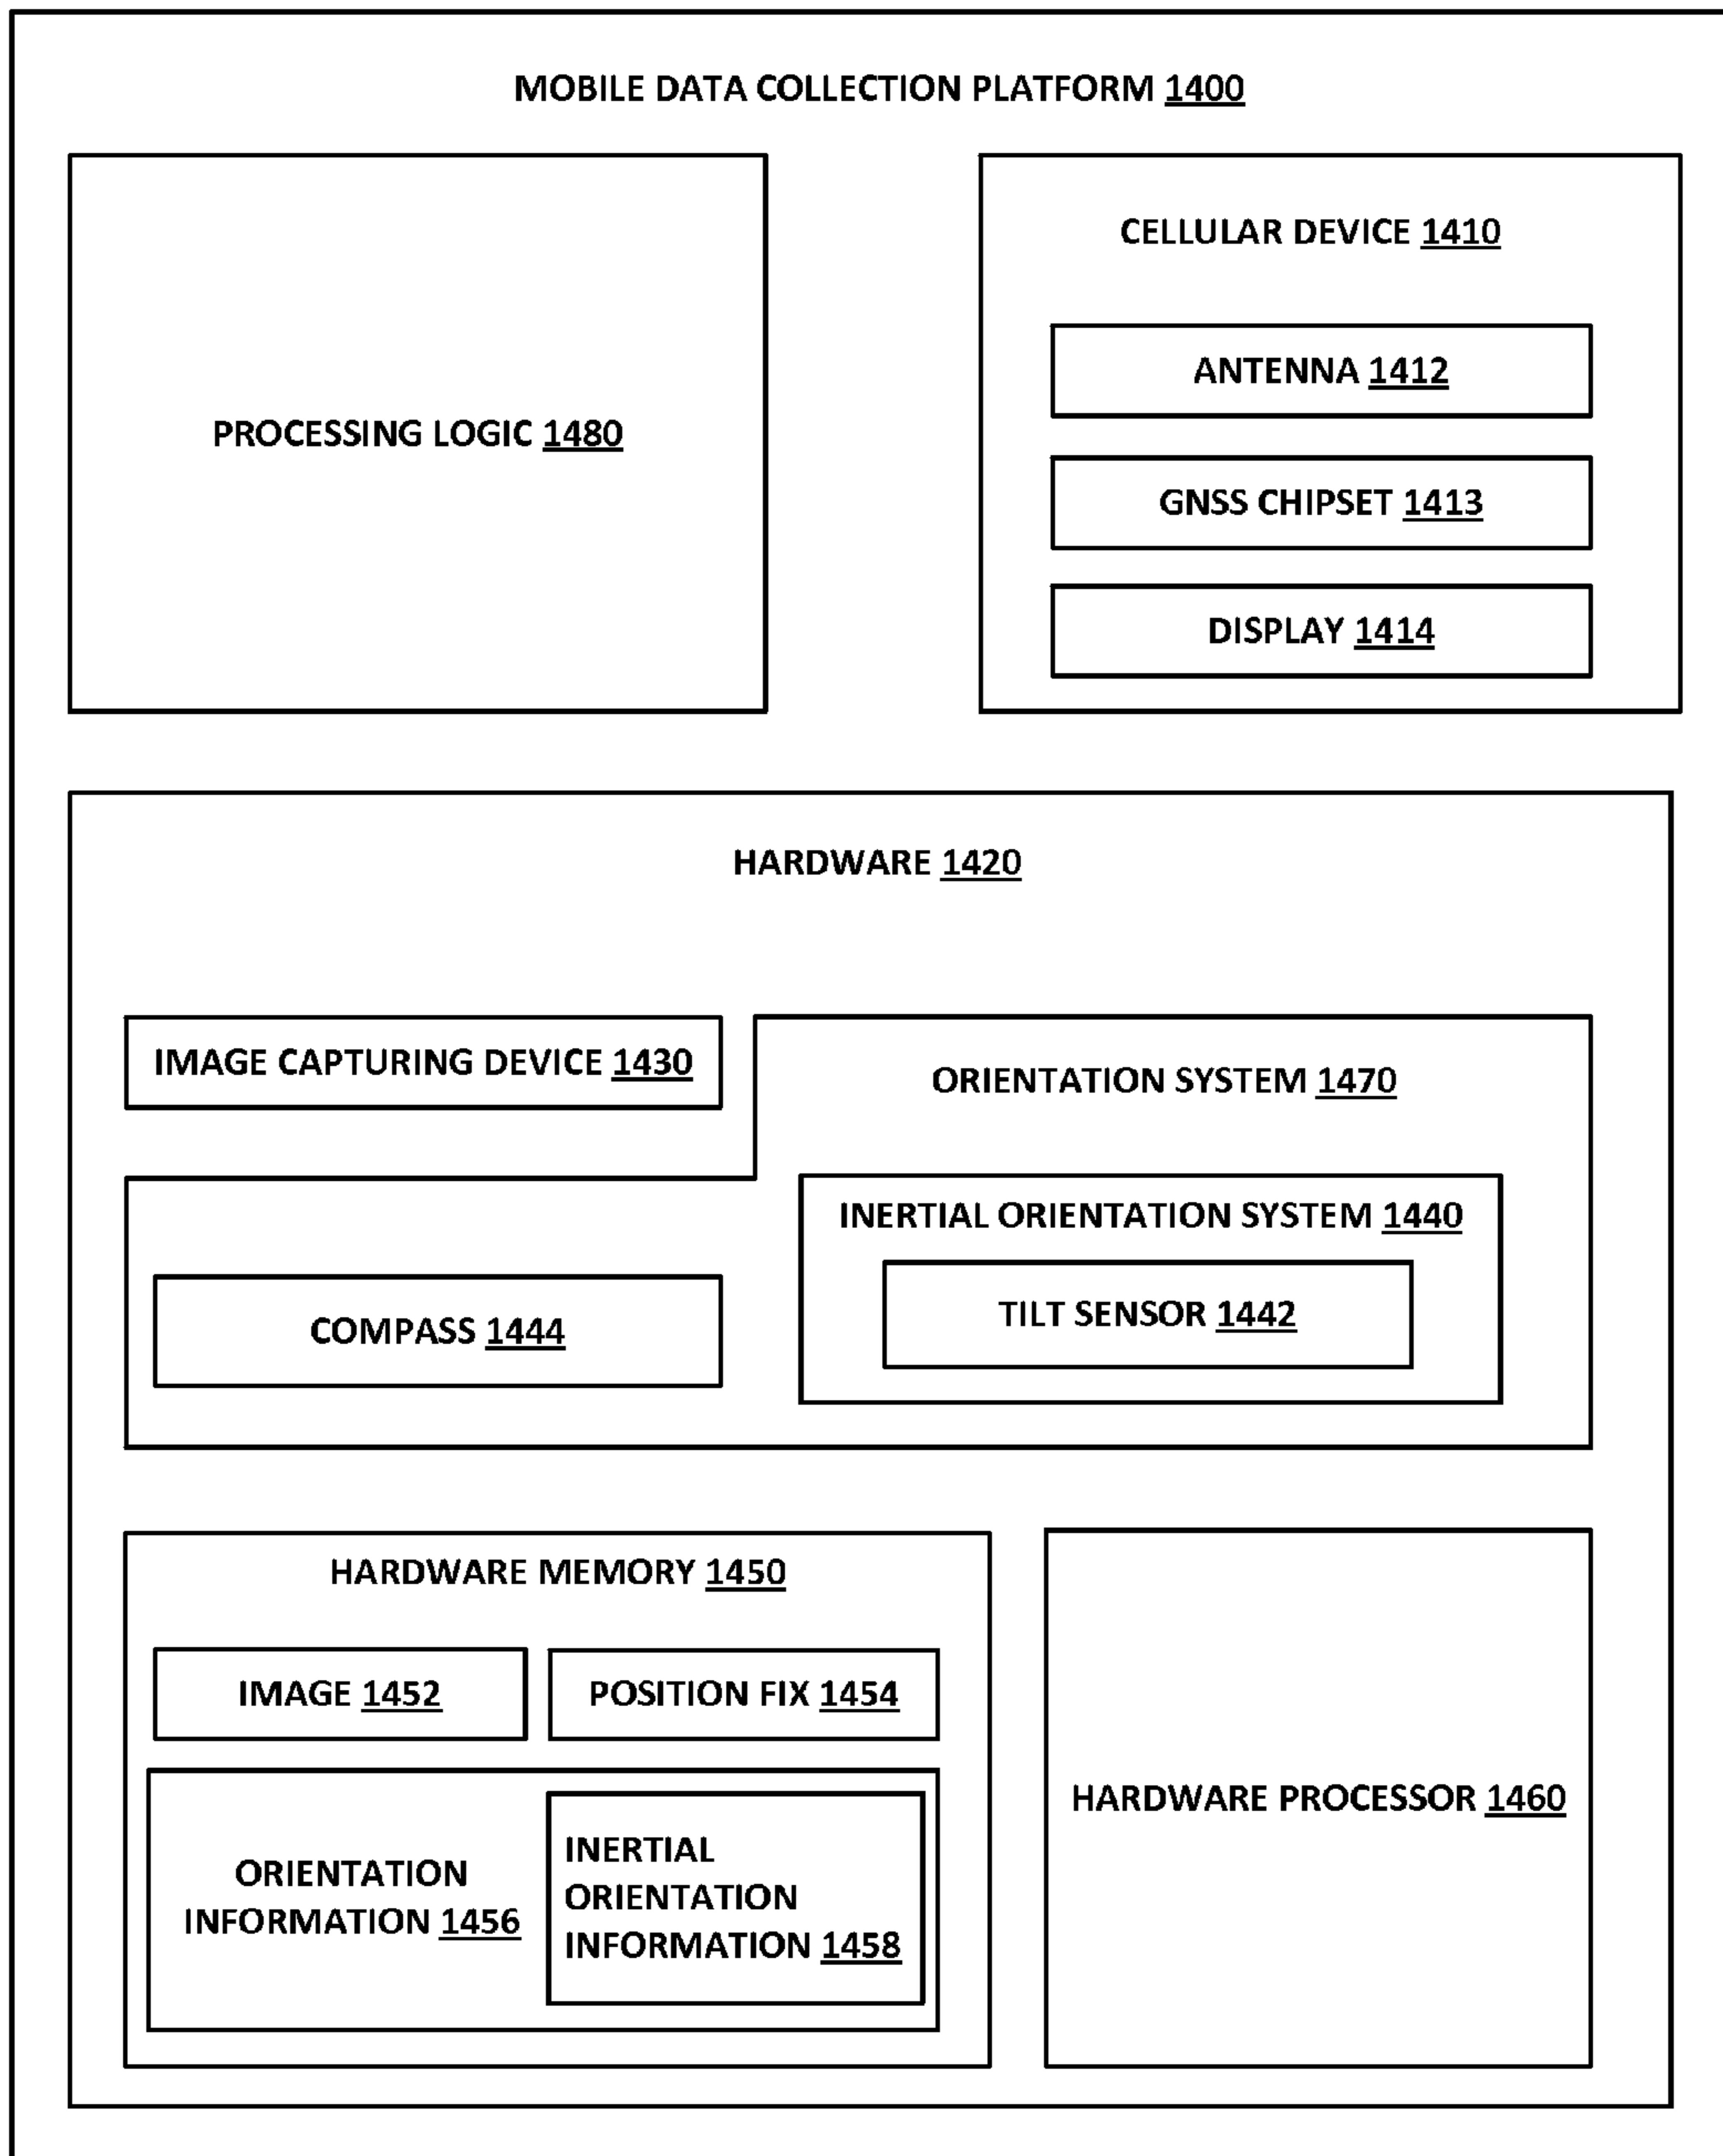 MOBILE DATA COLLECTION PLATFORM 1400
PROCESSING LOGIC 1480
CELLULAR DEVICE 1410
ANTENNA 1412
GNSS CHIPSET 1413
DISPLAY 1414
HARDWARE 1420
IMAGE CAPTURING DEVICE 1430
ORIENTATION SYSTEM 1470
INERTIAL ORIENTATION SYSTEM 1440
TILT SENSOR 1442
COMPASS 1444
HARDWARE MEMORY 1450
IMAGE 1452
POSITION FIX 1454
ORIENTATION
INFORMATION 1456
INERTIAL
ORIENTATION
INFORMATION 1458
HARDWARE PROCESSOR 1460